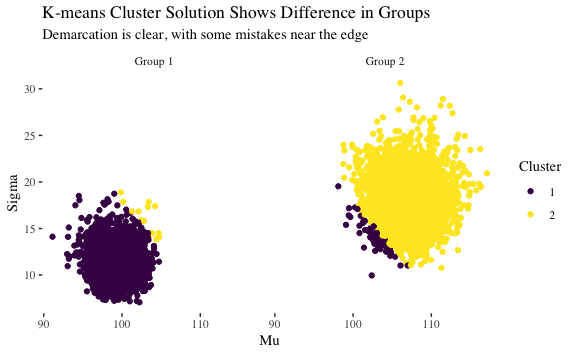 K-means Cluster Solution Shows Difference in Groups
Demarcation is clear, with some mistakes near the edge
Group 1
Group 2
30
25
20
15
10
Sigma
90
100
110
90
100
110
Mu
Cluster
1
2